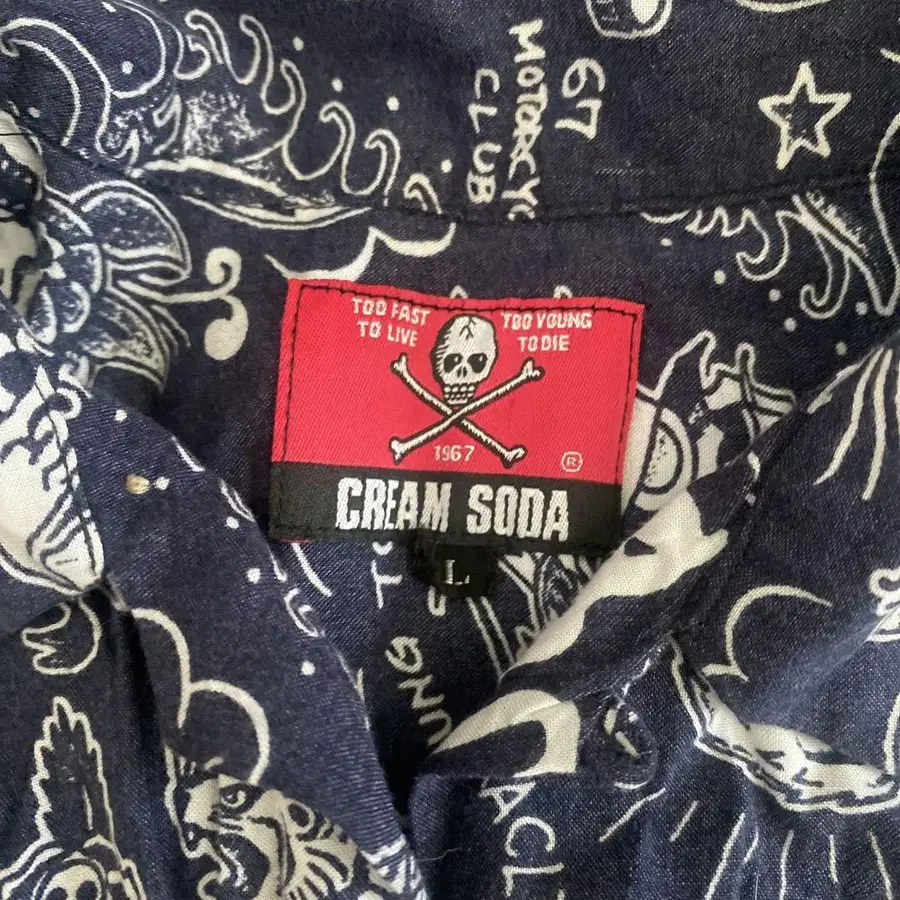 67
MOTORCYC
CLUB
TOO FAST
TO LIVE
TOO YOUNG
TO DIE
1967
®
CREAM SODA
L